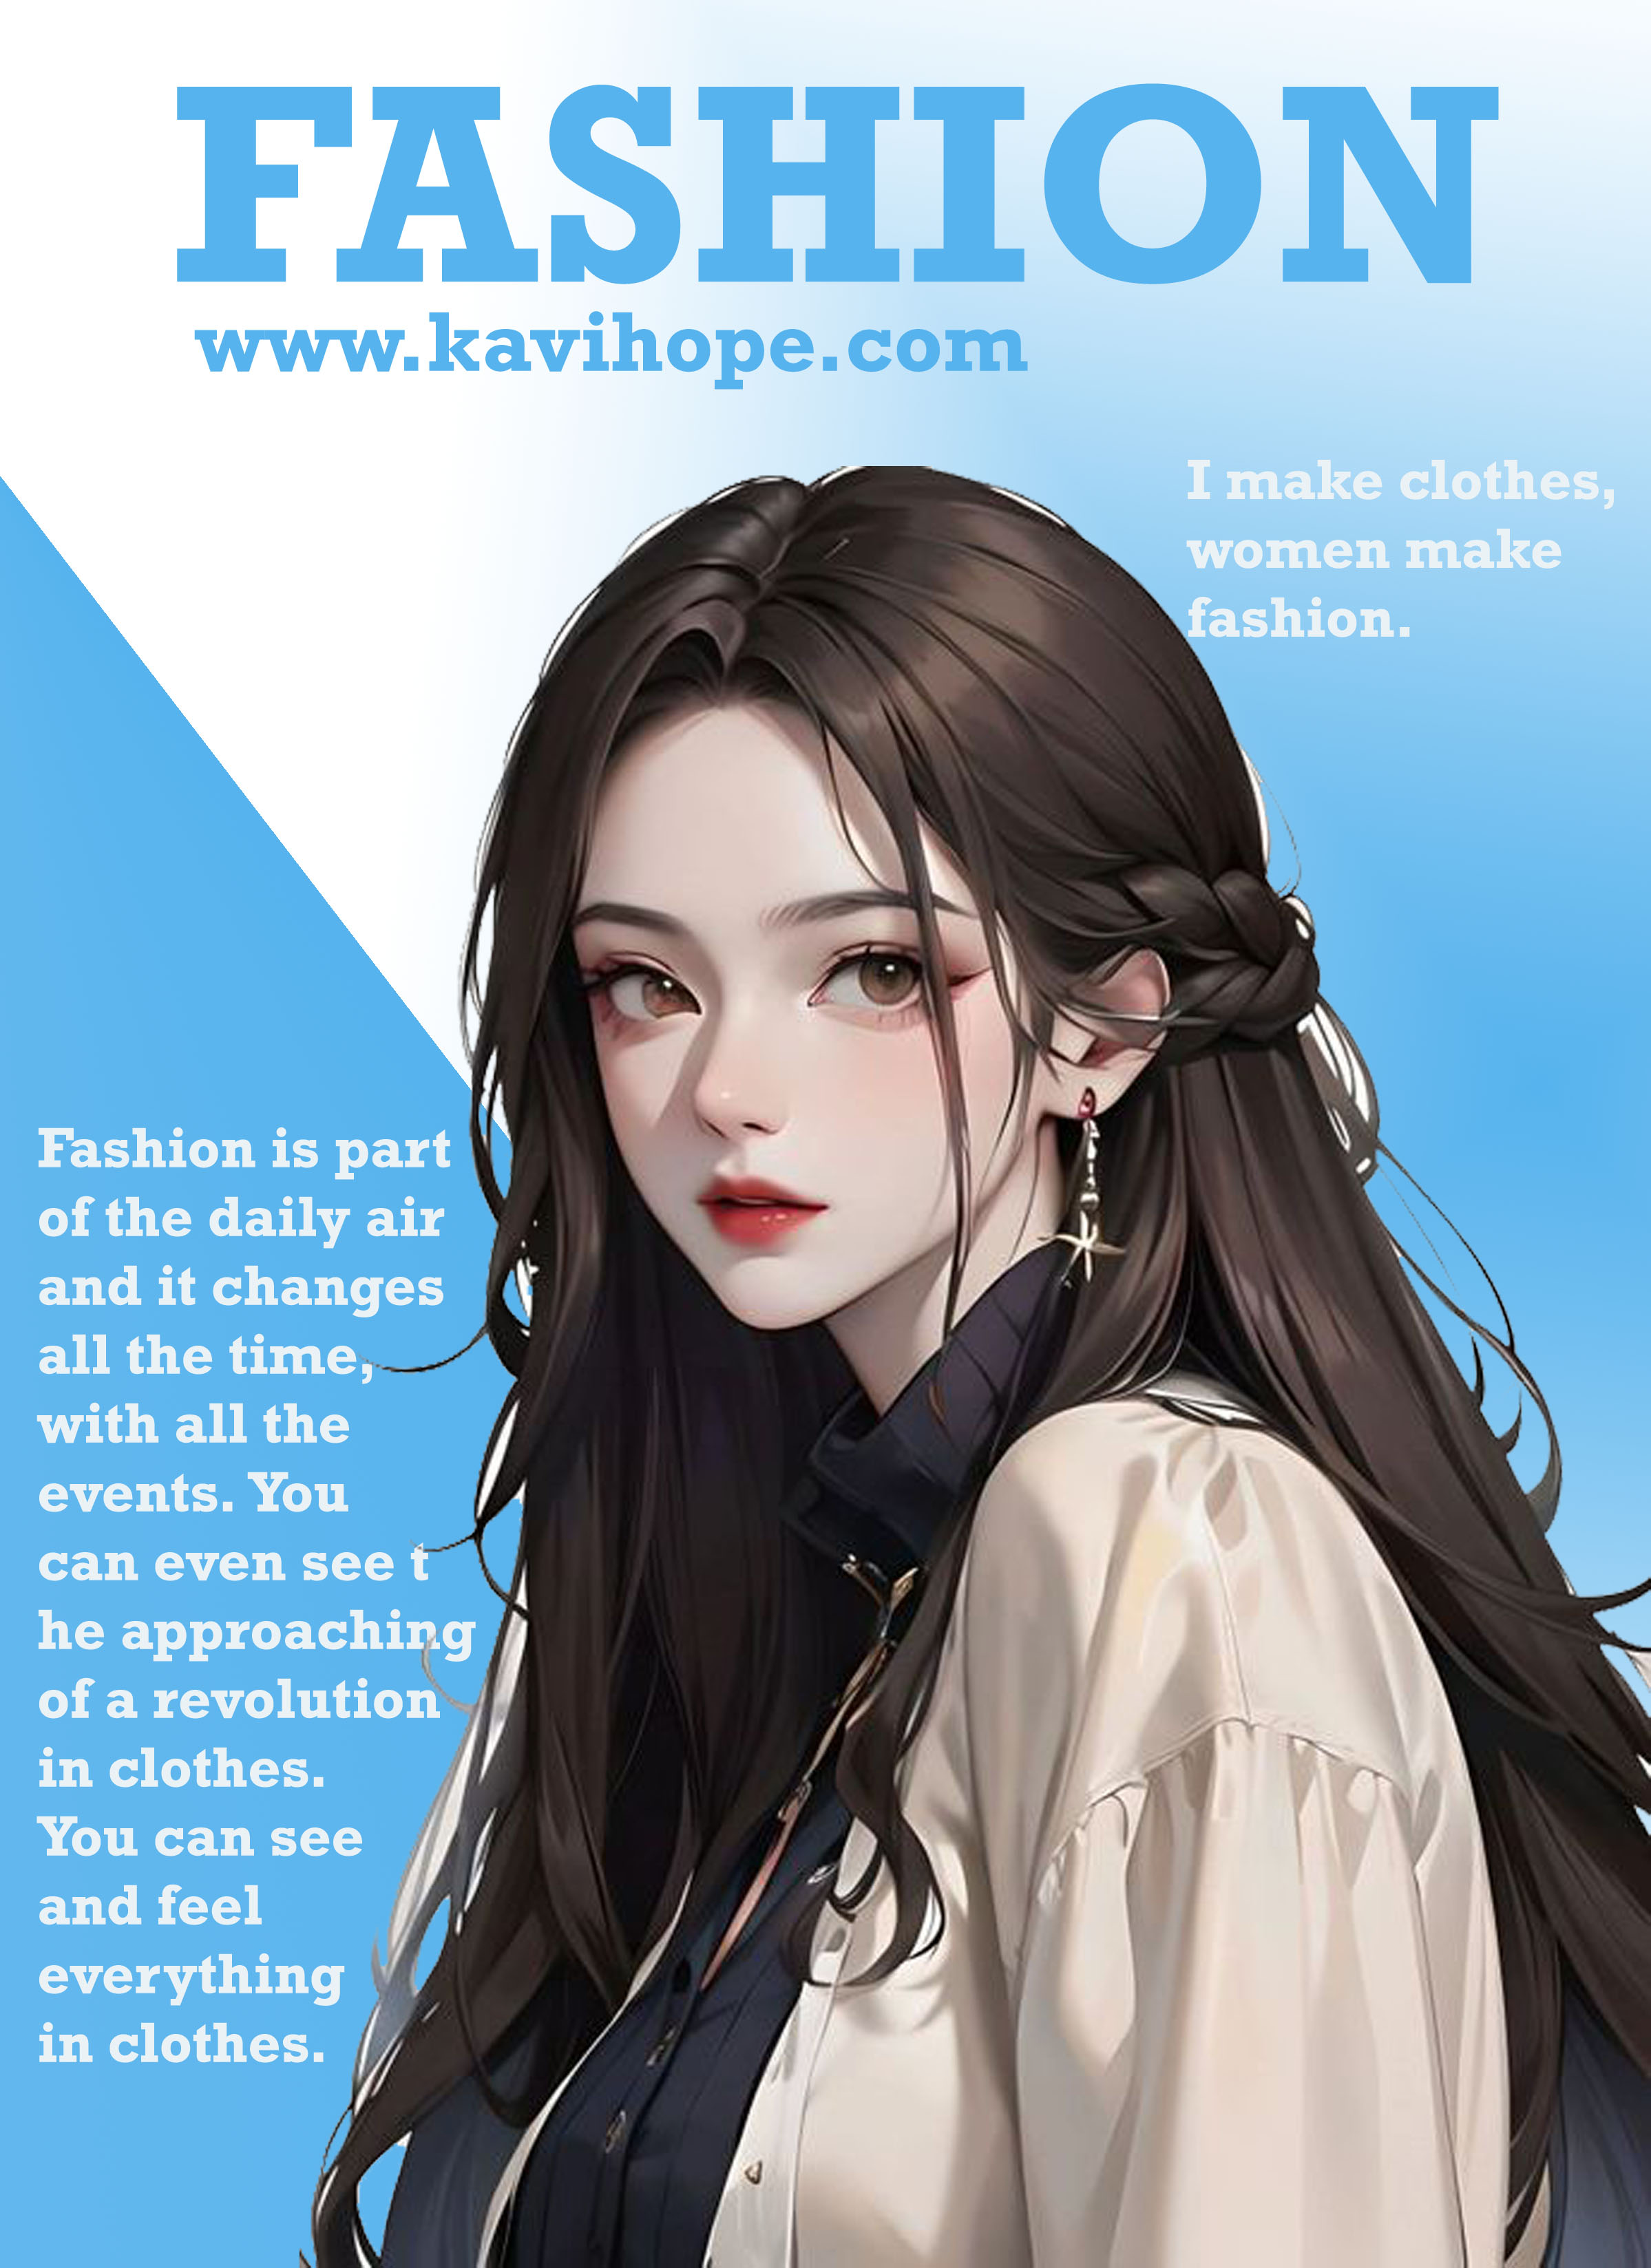 FASHION
www.kavihope.com
I make clothes,
women make
fashion.
Fashion is part
of the daily air
and it changes
all the time,
with all the
events. You
can even see t
he approaching
of a revolution
in clothes.
You can see
and feel
everything
in clothes.